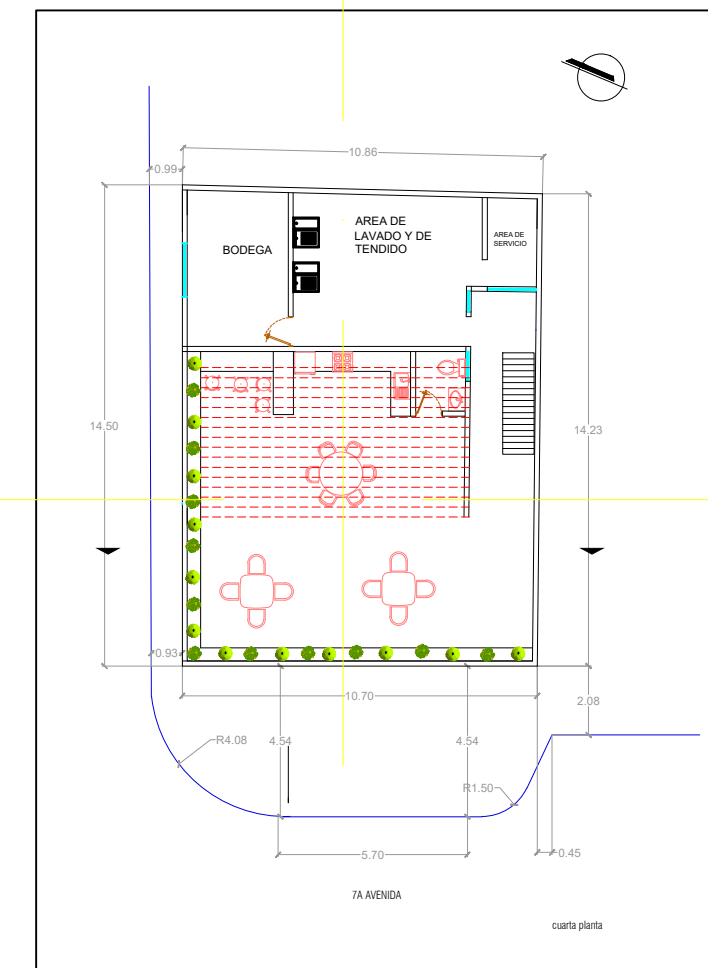 10.86
0.99
BODEGA
AREA DE
LAVADO Y DE
TENDIDO
AREA DE
SERVICIO
14.50
14.23
0.93
10.70
2.08
R4.08
4.54
4.54
R1.50
5.70
0.45
7A AVENIDA
cuarta planta